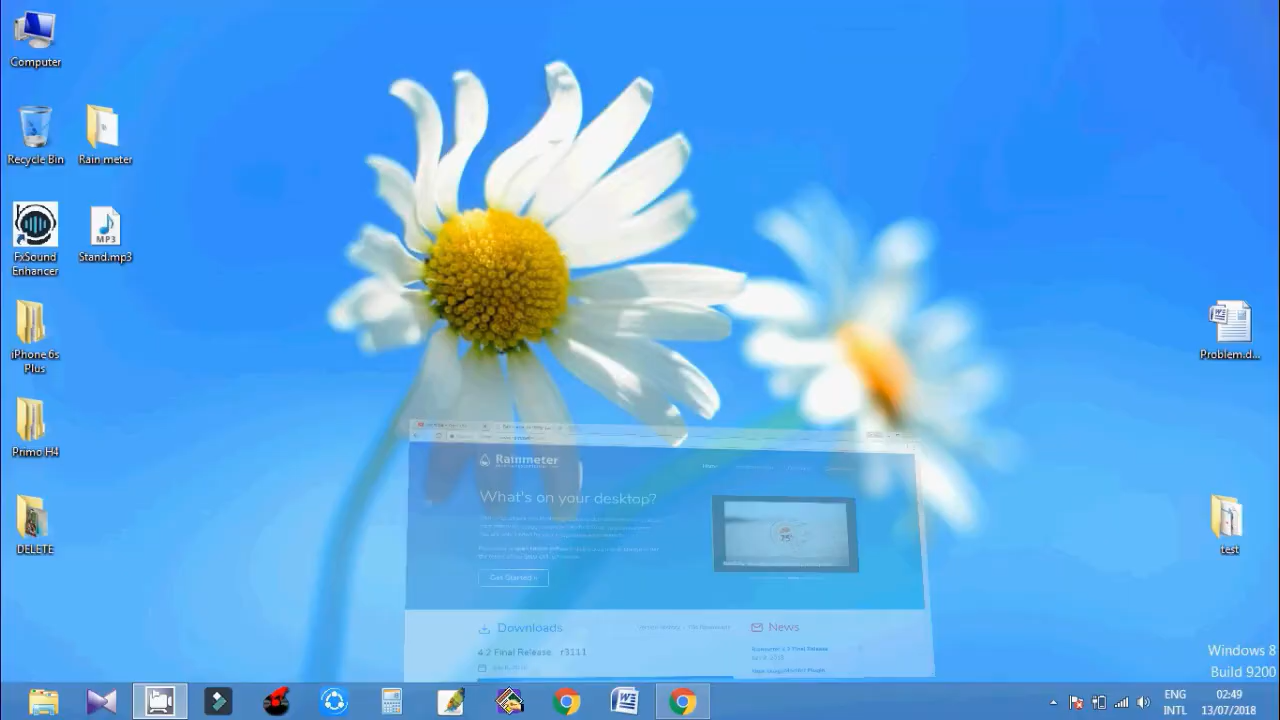 Computer
Recycle Bin
Rain meter
FxSound
Enhancer
MP3
Stand.mp3
iPhone 6s
Plus
Primo H4
DELETE
Problem.d...
test
Rainmeter
What's on your desktop?
Get Started »
Downloads
News
4.2 Final Release
r3111
Windows 8
Build 9200
ENG
INTL
02:49
13/07/2018